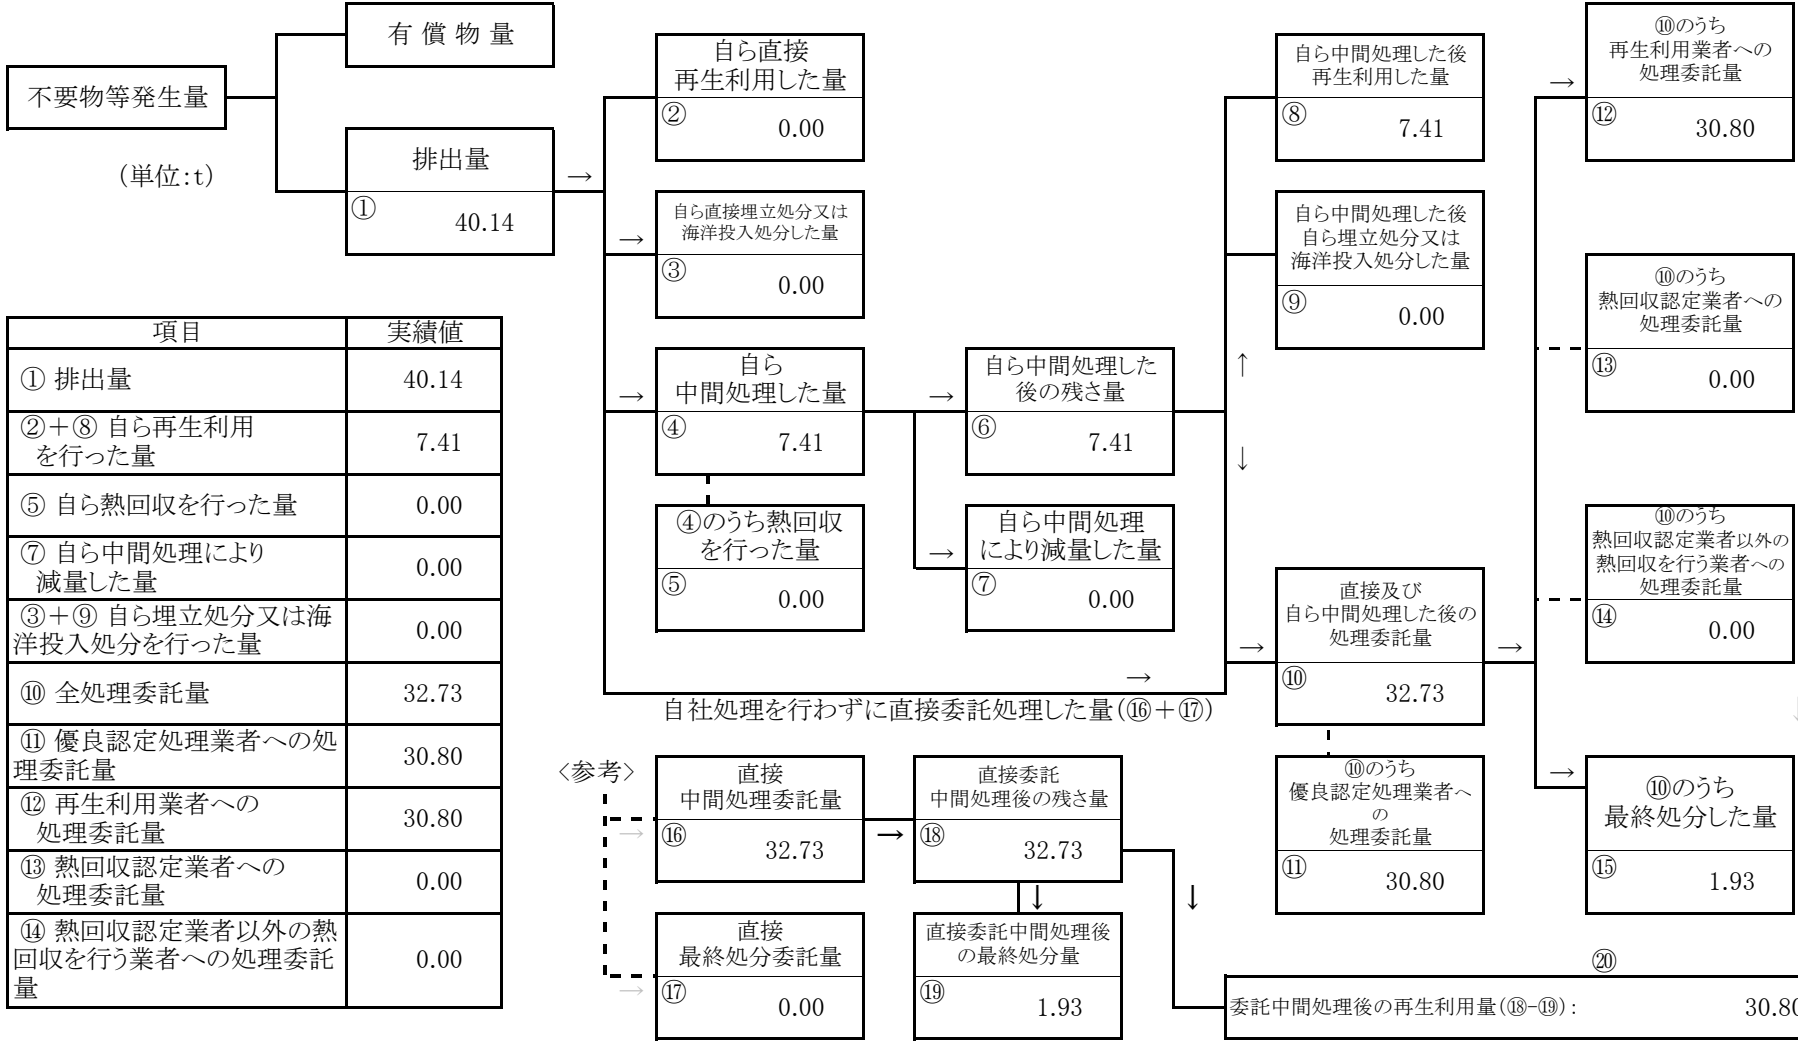 有 償 物 量
不要物等発生量
(単位:t)
排出量
→
①
40.14
自ら直接
再生利用した量
②
0.00
→
自ら直接埋立処分又は
海洋投入処分した量
③
0.00
→
自ら
中間処理した量
④
7.41
④のうち熱回収
を行った量
⑤
0.00
→
自ら中間処理した
後の残さ量
⑥
7.41
→
自ら中間処理
により減量した量
⑦
0.00
自ら中間処理した後
再生利用した量
⑧
7.41
自ら中間処理した後
自ら埋立処分又は
海洋投入処分した量
⑨
0.00
↑
↓
→
直接及び
自ら中間処理した後の
処理委託量
⑩
32.73
→
⑩のうち
優良認定処理業者へ
の
処理委託量
⑪
30.80
→
⑩のうち
再生利用業者への
処理委託量
⑫
30.80
⑩のうち
熱回収認定業者への
処理委託量
⑬
0.00
⑩のうち
熱回収認定業者以外の
熱回収を行う業者への
処理委託量
⑭
0.00
↓
→
⑩のうち
最終処分した量
⑮
1.93
→
自社処理を行わずに直接委託処理した量(⑯＋⑰)
項目 実績値
① 排出量 40.14
②＋⑧ 自ら再生利用
を行った量
7.41
⑤ 自ら熱回収を行った量 0.00
⑦ 自ら中間処理により
減量した量
0.00
③＋⑨ 自ら埋立処分又は海
洋投入処分を行った量
0.00
⑩ 全処理委託量 32.73
⑪ 優良認定処理業者への処
理委託量
30.80
⑫ 再生利用業者への
処理委託量
30.80
⑬ 熱回収認定業者への
処理委託量
0.00
⑭ 熱回収認定業者以外の熱
回収を行う業者への処理委託
量
0.00
〈参考〉
→
直接
中間処理委託量
⑯
32.73
→
直接委託
中間処理後の残さ量
⑱
32.73
↓
↓
→
直接
最終処分委託量
⑰
0.00
直接委託中間処理後
の最終処分量
⑲
1.93
⑳
委託中間処理後の再生利用量(⑱-⑲): 30.80